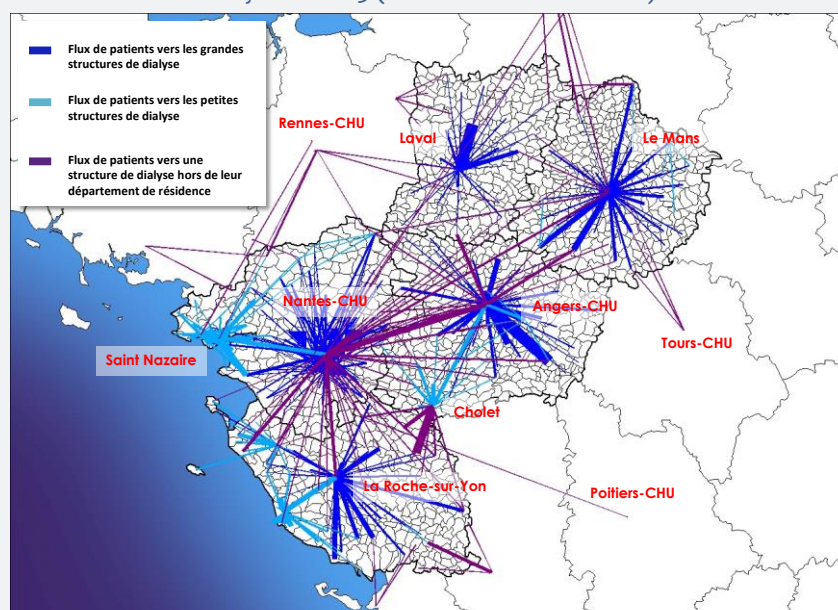 Flux de patients vers les grandes
structures de dialyse
Flux de patients vers les petites
structures de dialyse
Flux de patients vers une
structure de dialyse hors de leur
département de résidence
Rennes-CHU
Laval
Le Mans
Nantes-CHU
Angers-CHU
Saint Nazaire
Tours-CHU
Cholet
La Roche-sur-Yon
Poitiers-CHU